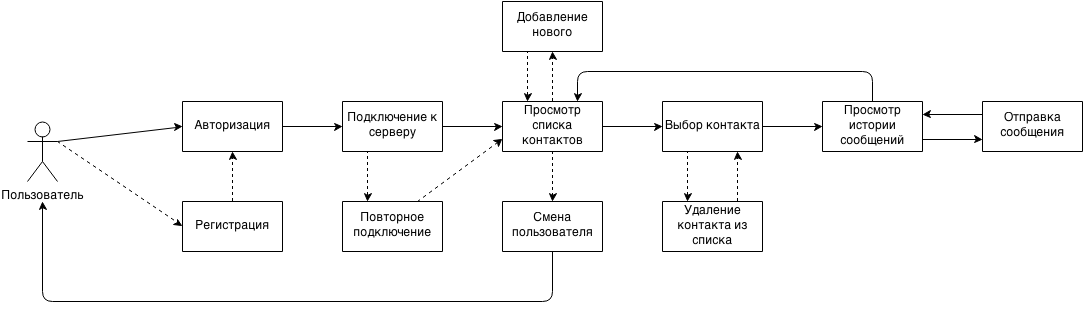 Добавление
нового
Авторизация
Подключение к
серверу
Просмотр
списка
контактов
Выбор контакта
Просмотр
истории
сообщений
Отправка
сообщения
Пользователь
Регистрация
Повторное
подключение
Смена
пользователя
Удаление
контакта из
списка